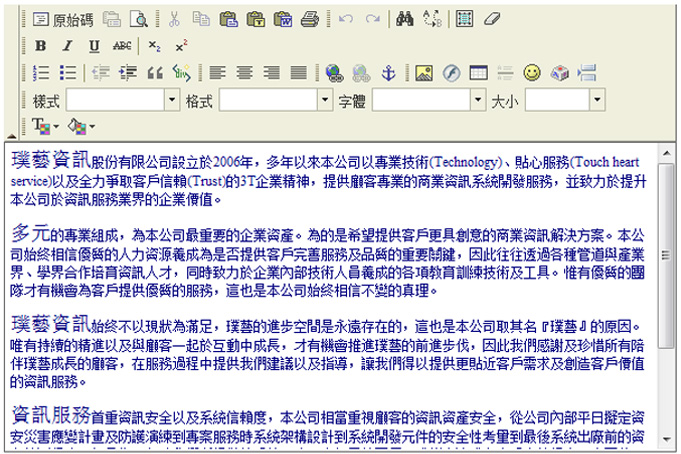 原始碼
B I U ABC x₂ x²
樣式 格式 字體 大小
璞藝資訊股份有限公司設立於2006年，多年以來本公司以專業技術(Technology)、貼心服務(Touch heart
service)以及全力爭取客戶信賴(Trust)的3T企業精神，提供顧客專業的商業資訊系統開發服務，並致力於提升
本公司於資訊服務業界的企業價值。
多元的專業組成，為本公司最重要的企業資產。為的是希望提供客戶更具創意的商業資訊解決方案。本公
司始終相信優質的人力資源養成為是否提供客戶完善服務及品質的重要關鍵，因此往往透過各種管道與產業
界、學界合作培育資訊人才，同時致力於企業內部技術人員養成的各項教育訓練技術及工具。惟有優質的團
隊才有機會為客戶提供優質的服務，這也是本公司始終相信不變的真理。
璞藝資訊始終不以現狀為滿足，璞藝的進步空間是永遠存在的，這也是本公司取其名『璞藝』的原因。
唯有持續的精進以及與顧客一起於互動中成長，才有機會推進璞藝的前進步伐，因此我們感謝及珍惜所有陪
伴璞藝成長的顧客，在服務過程中提供我們建議以及指導，讓我們得以提供更貼近客戶需求及創造客戶價值
的資訊服務。
資訊服務首重資訊安全以及系統信賴度，本公司相當重視顧客的資訊資產安全，從公司內部平日擬定資
安災害應變計畫及防護演練到專案服務時系統架構設計到系統開發元件的安全性考量到最後系統出廠前的資